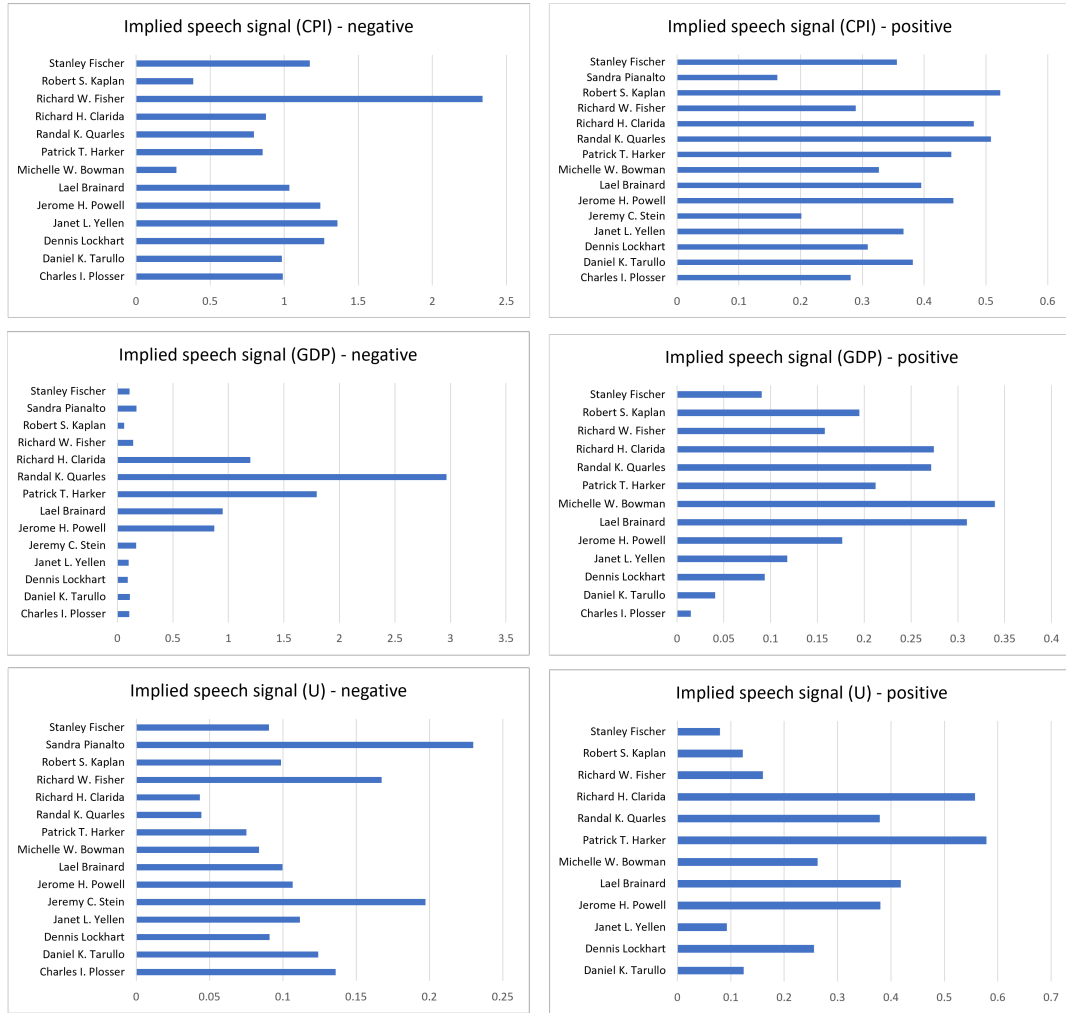 Implied speech signal (CPI) - negative
Stanley Fischer
Robert S. Kaplan
Richard W. Fisher
Richard H. Clarida
Randal K. Quarles
Patrick T. Harker
Michelle W. Bowman
Lael Brainard
Jerome H. Powell
Janet L. Yellen
Dennis Lockhart
Daniel K. Tarullo
Charles I. Plosser
0 0.5 1 1.5 2 2.5
Implied speech signal (CPI) - positive
Stanley Fischer
Sandra Pianalto
Robert S. Kaplan
Richard W. Fisher
Richard H. Clarida
Randal K. Quarles
Patrick T. Harker
Michelle W. Bowman
Lael Brainard
Jerome H. Powell
Jeremy C. Stein
Janet L. Yellen
Dennis Lockhart
Daniel K. Tarullo
Charles I. Plosser
0 0.1 0.2 0.3 0.4 0.5 0.6
Implied speech signal (GDP) - negative
Stanley Fischer
Sandra Pianalto
Robert S. Kaplan
Richard W. Fisher
Richard H. Clarida
Randal K. Quarles
Patrick T. Harker
Lael Brainard
Jerome H. Powell
Jeremy C. Stein
Janet L. Yellen
Dennis Lockhart
Daniel K. Tarullo
Charles I. Plosser
0 0.5 1 1.5 2 2.5 3 3.5
Implied speech signal (GDP) - positive
Stanley Fischer
Robert S. Kaplan
Richard W. Fisher
Richard H. Clarida
Randal K. Quarles
Patrick T. Harker
Michelle W. Bowman
Lael Brainard
Jerome H. Powell
Janet L. Yellen
Dennis Lockhart
Daniel K. Tarullo
Charles I. Plosser
0 0.05 0.1 0.15 0.2 0.25 0.3 0.35 0.4
Implied speech signal (U) - negative
Stanley Fischer
Sandra Pianalto
Robert S. Kaplan
Richard W. Fisher
Richard H. Clarida
Randal K. Quarles
Patrick T. Harker
Michelle W. Bowman
Lael Brainard
Jerome H. Powell
Jeremy C. Stein
Janet L. Yellen
Dennis Lockhart
Daniel K. Tarullo
Charles I. Plosser
0 0.05 0.1 0.15 0.2 0.25
Implied speech signal (U) - positive
Stanley Fischer
Robert S. Kaplan
Richard W. Fisher
Richard H. Clarida
Randal K. Quarles
Patrick T. Harker
Michelle W. Bowman
Lael Brainard
Jerome H. Powell
Janet L. Yellen
Dennis Lockhart
Daniel K. Tarullo
0 0.1 0.2 0.3 0.4 0.5 0.6 0.7